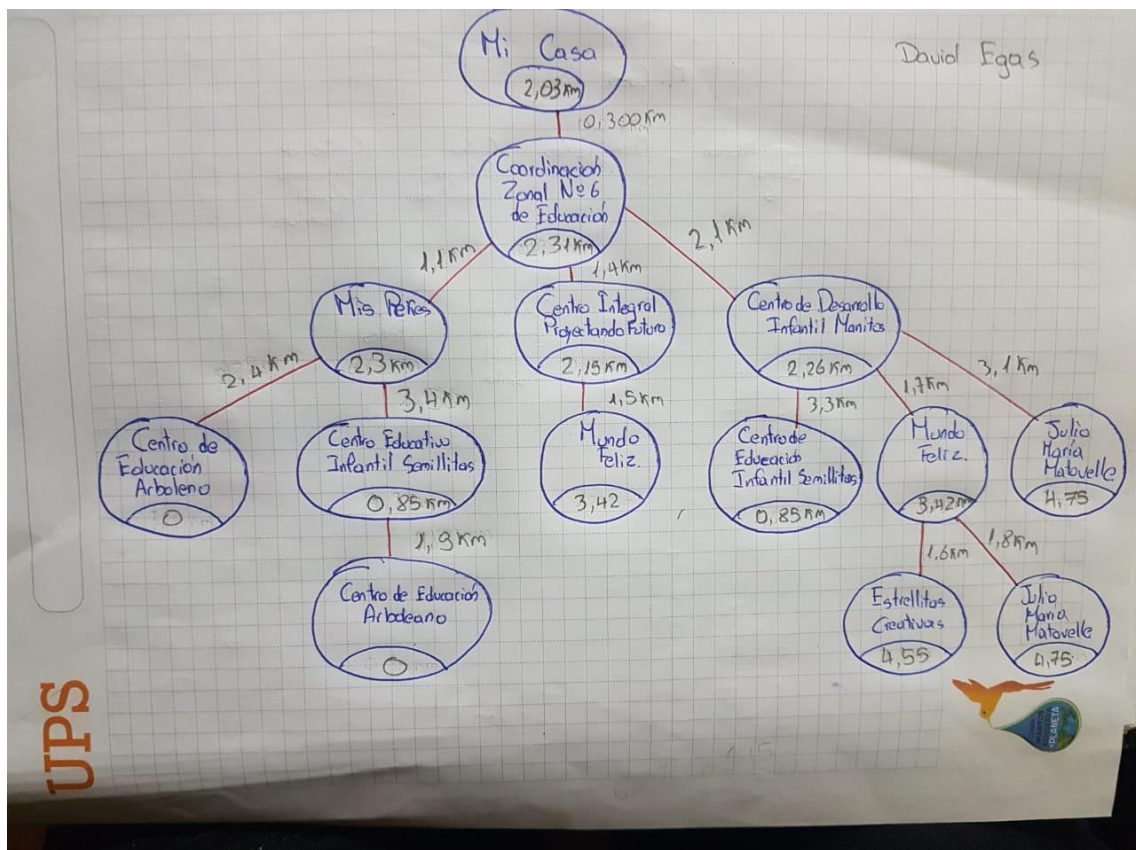 Mi Casa
2,03 Km
David Egas
0,300 Km
Coordinación
Zonal Nº 6
de Educación
2,31 Km
1,1 Km
1,4 Km
2,1 Km
Mis Peñes
2,3 Km
Centro Integral
Proyectando Futuro
2,15 Km
Centro de Desarrollo
Infantil Manitos
2,26 Km
2,4 Km
3,4 Km
1,5 Km
3,3 Km
1,7 Km
3,1 Km
Centro de
Educación
Arboleno
0
Centro Educativo
Infantil Semillitas
0,85 Km
Mundo
Feliz.
3,42
Centro de
Educación
Infantil Semillitas
0,85 Km
Mundo
Feliz.
3,42 Km
Julio
María
Matovelle
4,75
1,9 Km
1,6 Km
1,8 Km
Centro de Educación
Arboleano
0
Estrellitas
Creativas
4,55
Julio
María
Matovelle
4,75
UPS
PLANETA